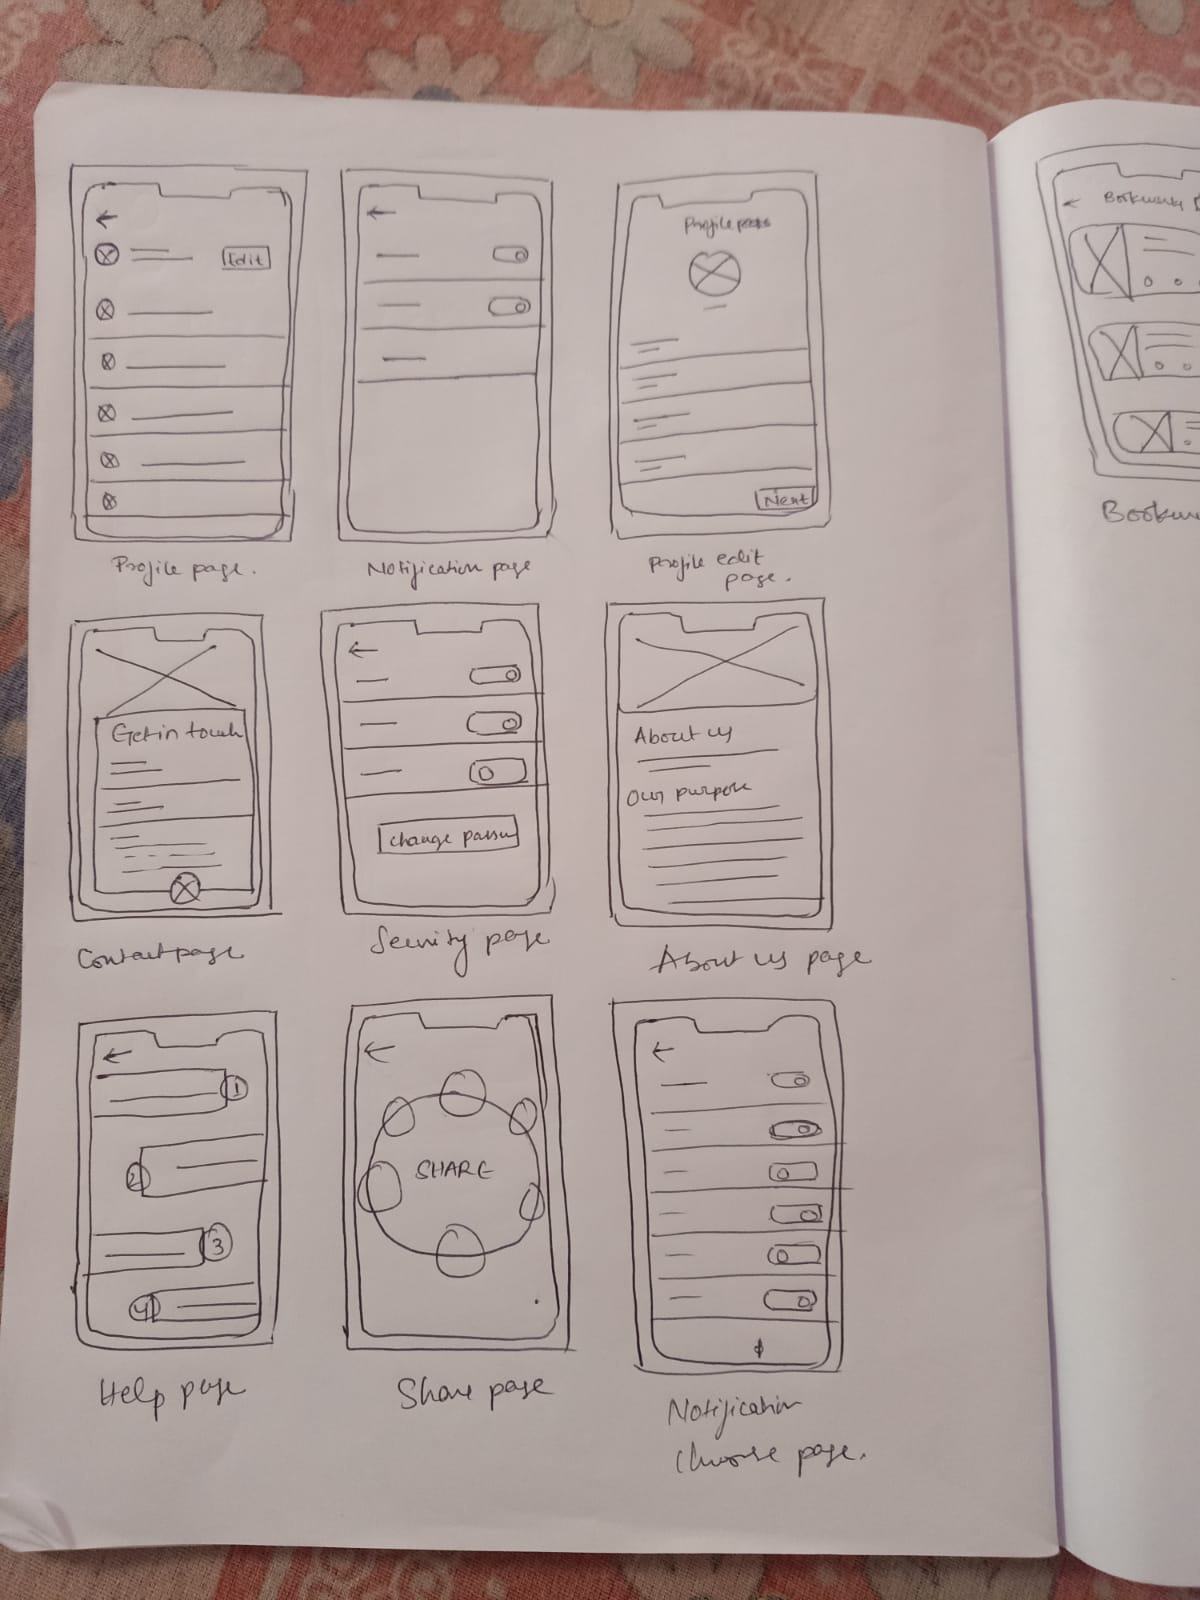 Edit
Profile page.
Notification page
Profile page
Next
Profile edit
page.
Get in touch
Contact page
change passw
Security page
About us
Our purpose
About us page
1
2
3
4
Help page
SHARE
Share page
Notification
Choose page.
Bookmark
Bookm